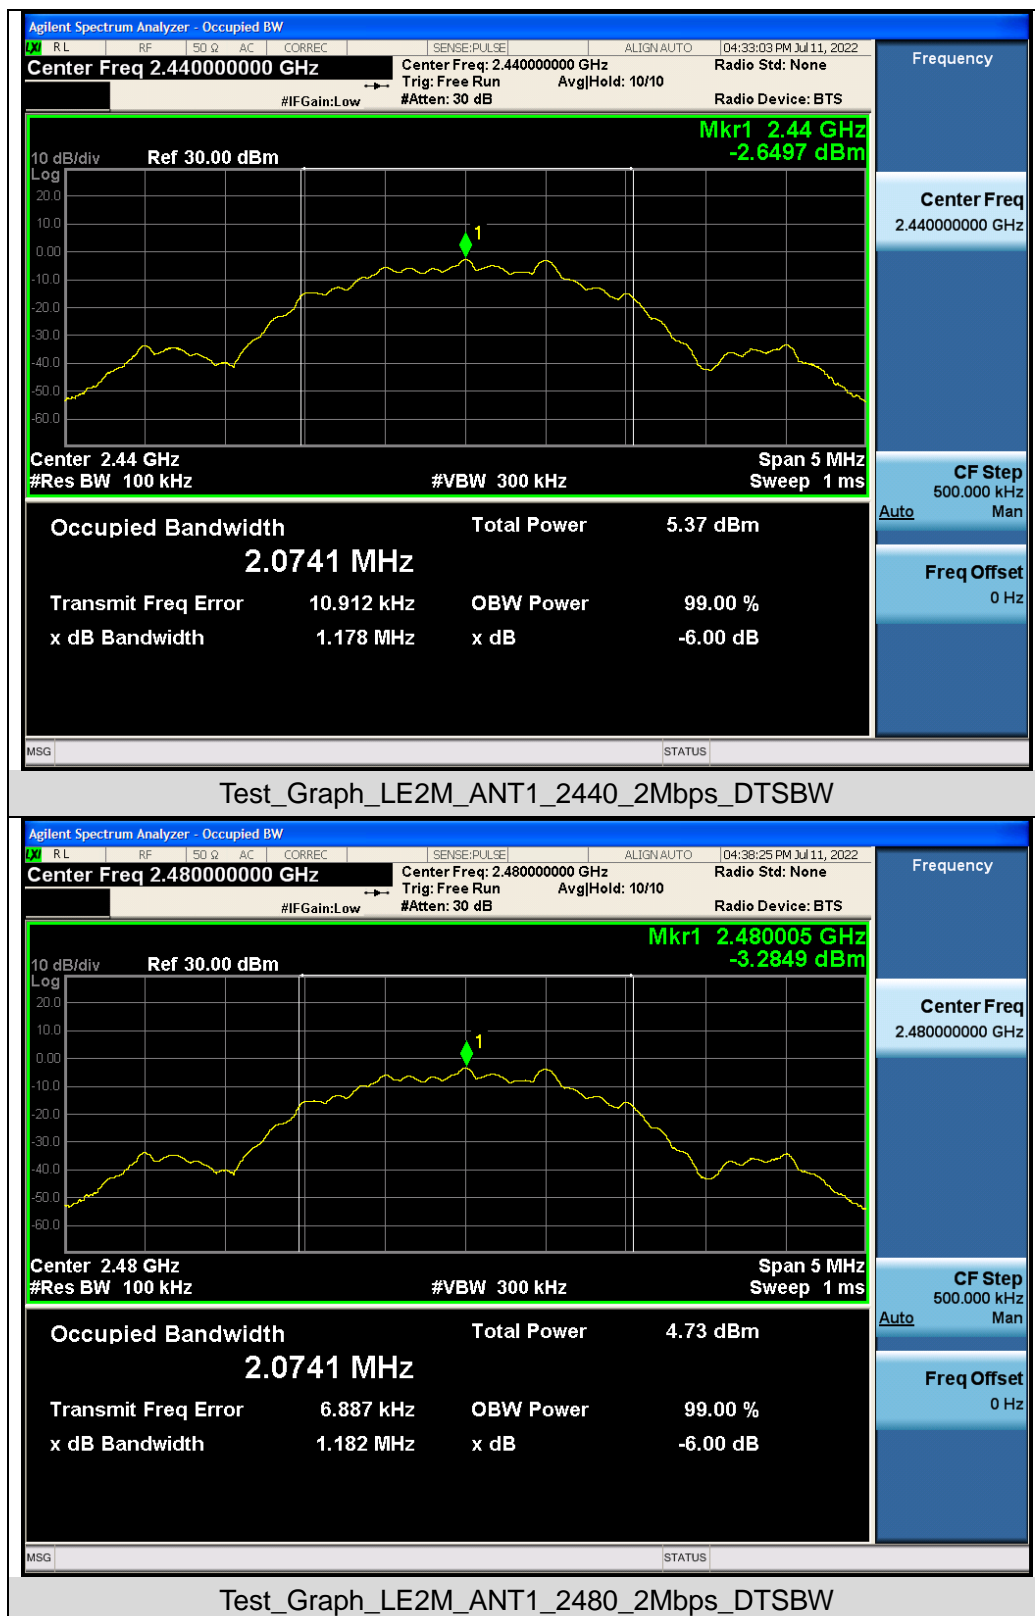 Agilent Spectrum Analyzer - Occupied BW
LXI RL RF 50 Ω AC CORREC SENSE:PULSE ALIGN AUTO 04:33:03 PM Jul 11, 2022
Center Freq 2.440000000 GHz
Center Freq: 2.440000000 GHz Radio Std: None
Trig: Free Run Avg|Hold: 10/10
#IFGain:Low #Atten: 30 dB Radio Device: BTS
Frequency
Mkr1 2.44 GHz
-2.6497 dBm
10 dB/div Ref 30.00 dBm
Log
20.0
10.0
0.00
-10.0
-20.0
-30.0
-40.0
-50.0
-60.0
1
Center 2.44 GHz Span 5 MHz
#Res BW 100 kHz #VBW 300 kHz Sweep 1 ms
Center Freq
2.440000000 GHz
CF Step
500.000 kHz
Auto Man
Freq Offset
0 Hz
Occupied Bandwidth Total Power 5.37 dBm
2.0741 MHz
Transmit Freq Error 10.912 kHz OBW Power 99.00 %
x dB Bandwidth 1.178 MHz x dB -6.00 dB
MSG STATUS
Test_Graph_LE2M_ANT1_2440_2Mbps_DTSBW
Agilent Spectrum Analyzer - Occupied BW
LXI RL RF 50 Ω AC CORREC SENSE:PULSE ALIGN AUTO 04:38:25 PM Jul 11, 2022
Center Freq 2.480000000 GHz
Center Freq: 2.480000000 GHz Radio Std: None
Trig: Free Run Avg|Hold: 10/10
#IFGain:Low #Atten: 30 dB Radio Device: BTS
Frequency
Mkr1 2.480005 GHz
-3.2849 dBm
10 dB/div Ref 30.00 dBm
Log
20.0
10.0
0.00
-10.0
-20.0
-30.0
-40.0
-50.0
-60.0
1
Center 2.48 GHz Span 5 MHz
#Res BW 100 kHz #VBW 300 kHz Sweep 1 ms
Center Freq
2.480000000 GHz
CF Step
500.000 kHz
Auto Man
Freq Offset
0 Hz
Occupied Bandwidth Total Power 4.73 dBm
2.0741 MHz
Transmit Freq Error 6.887 kHz OBW Power 99.00 %
x dB Bandwidth 1.182 MHz x dB -6.00 dB
MSG STATUS
Test_Graph_LE2M_ANT1_2480_2Mbps_DTSBW